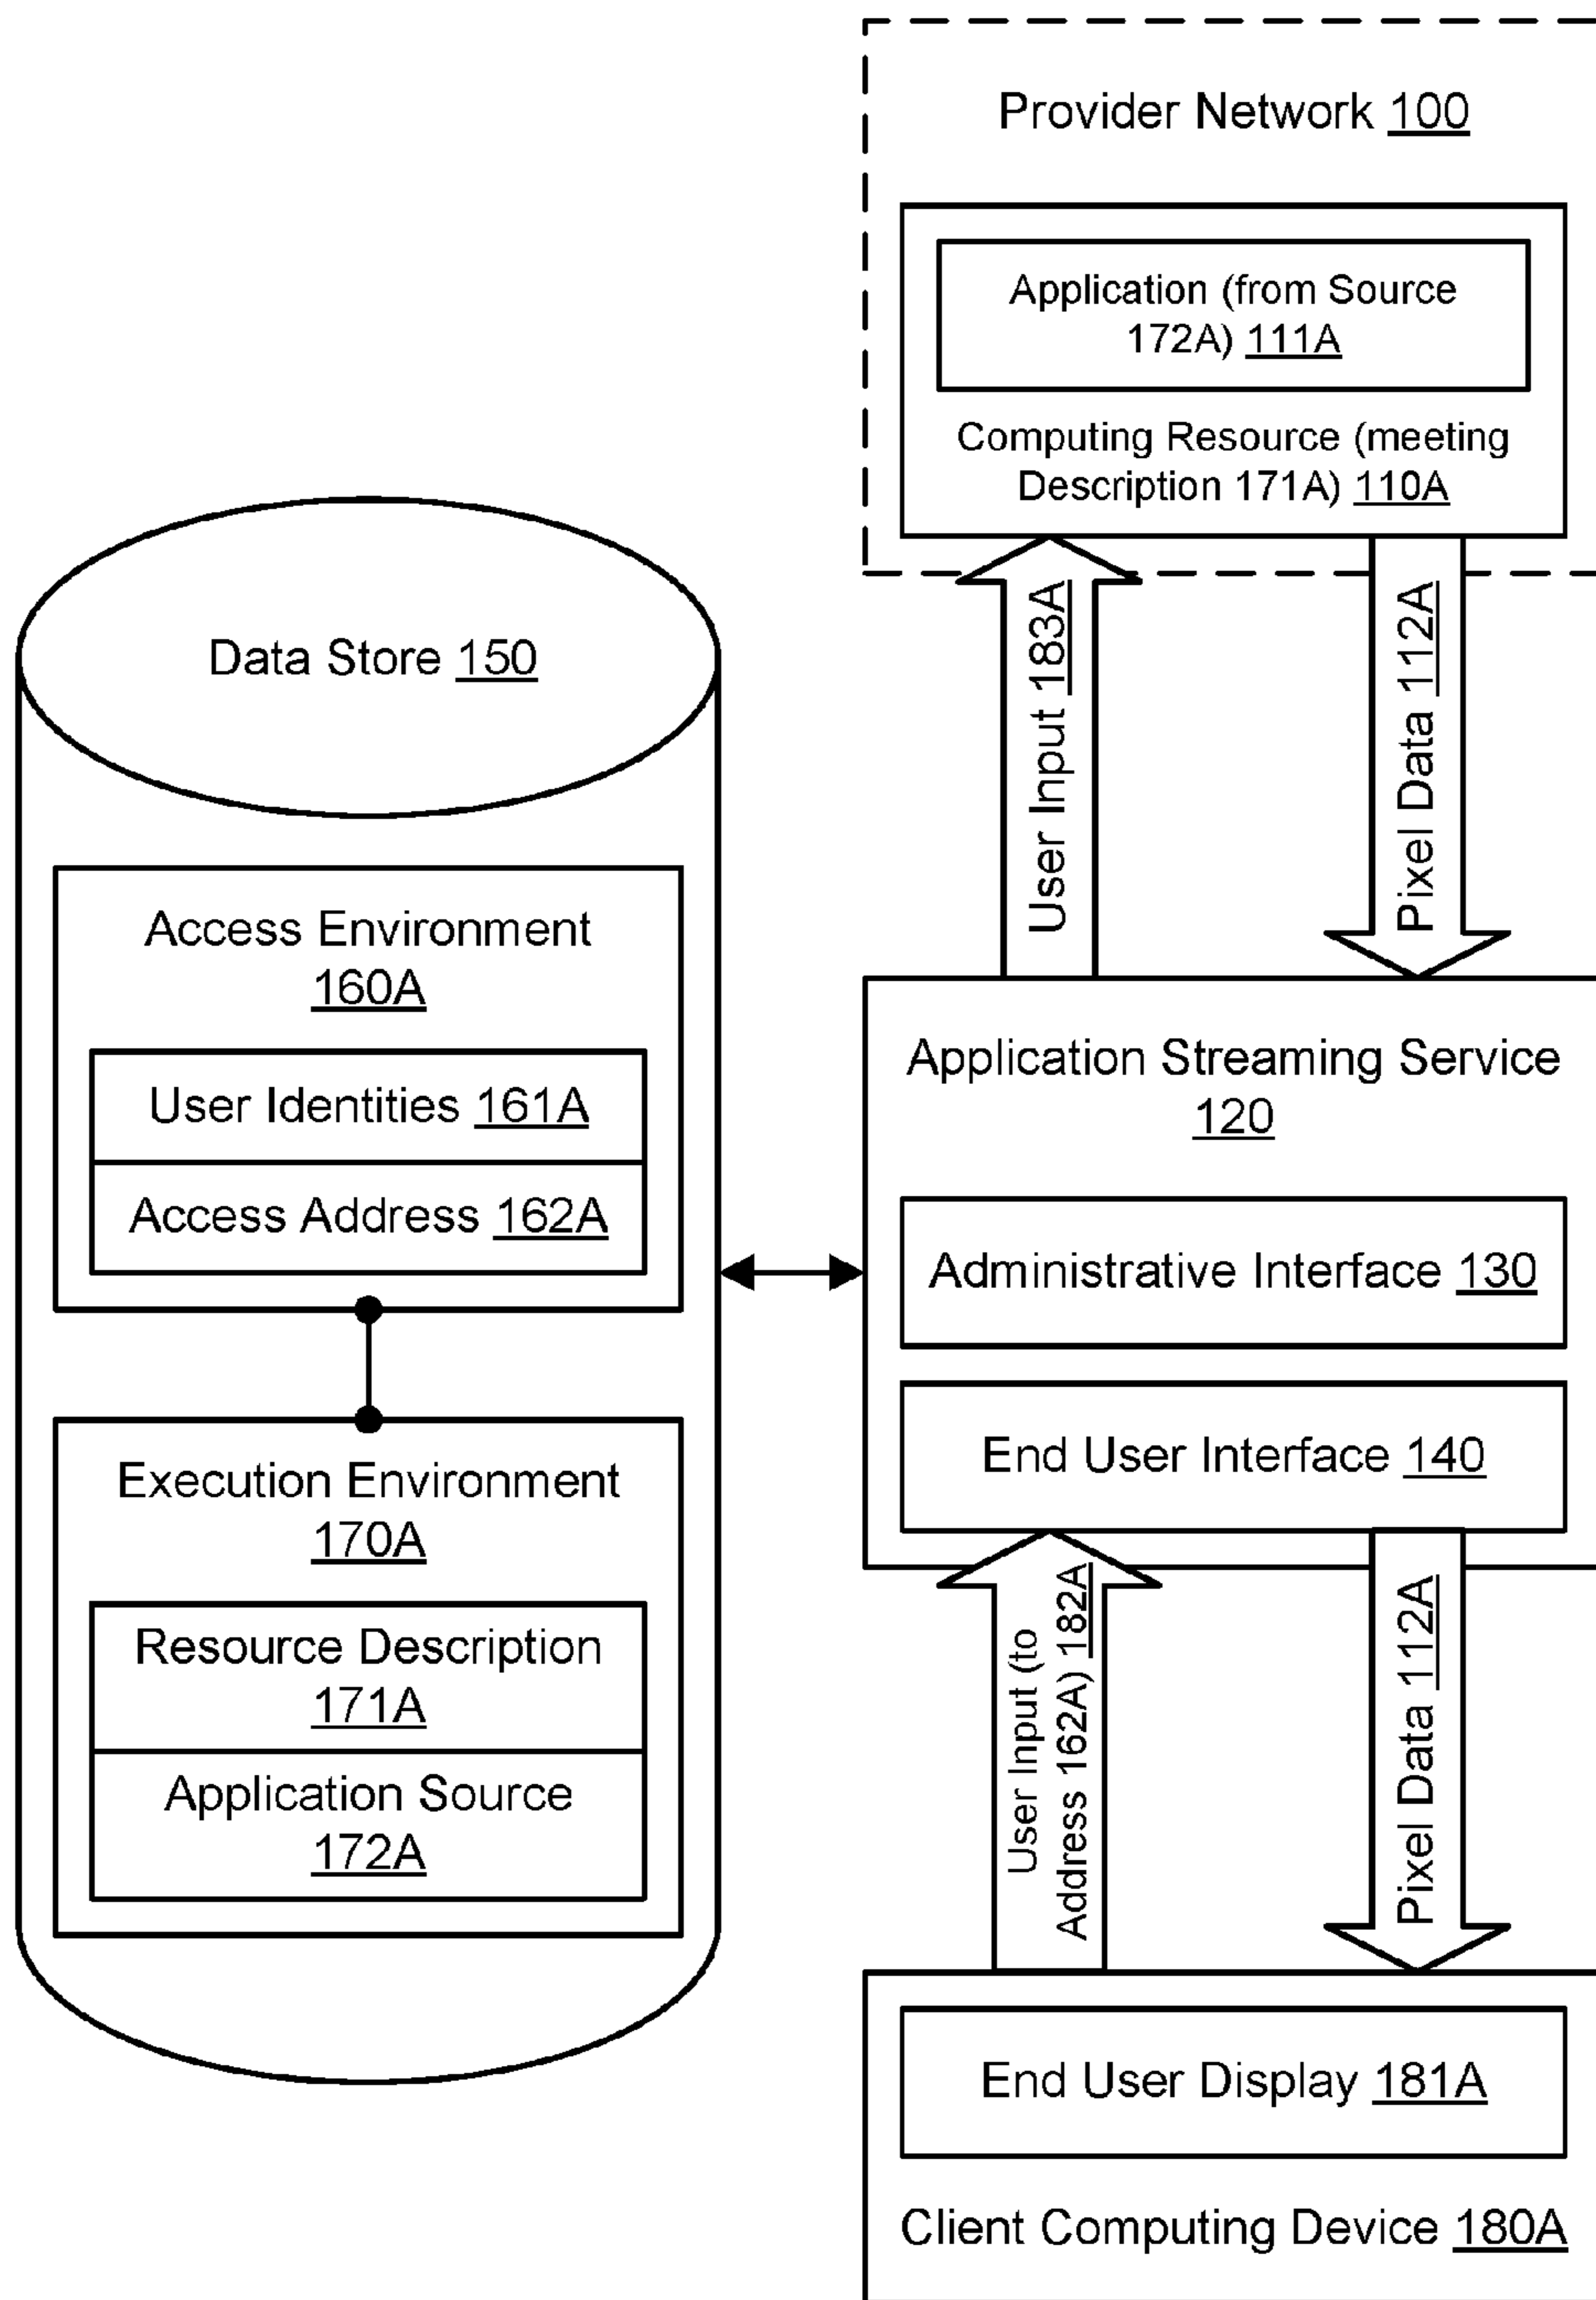 Provider Network 100
Application (from Source
172A) 111A
Computing Resource (meeting
Description 171A) 110A
User Input 183A
Pixel Data 112A
Data Store 150
Access Environment
160A
User Identities 161A
Access Address 162A
Execution Environment
170A
Resource Description
171A
Application Source
172A
Application Streaming Service
120
Administrative Interface 130
End User Interface 140
User Input (to
Address 162A) 182A
Pixel Data 112A
End User Display 181A
Client Computing Device 180A